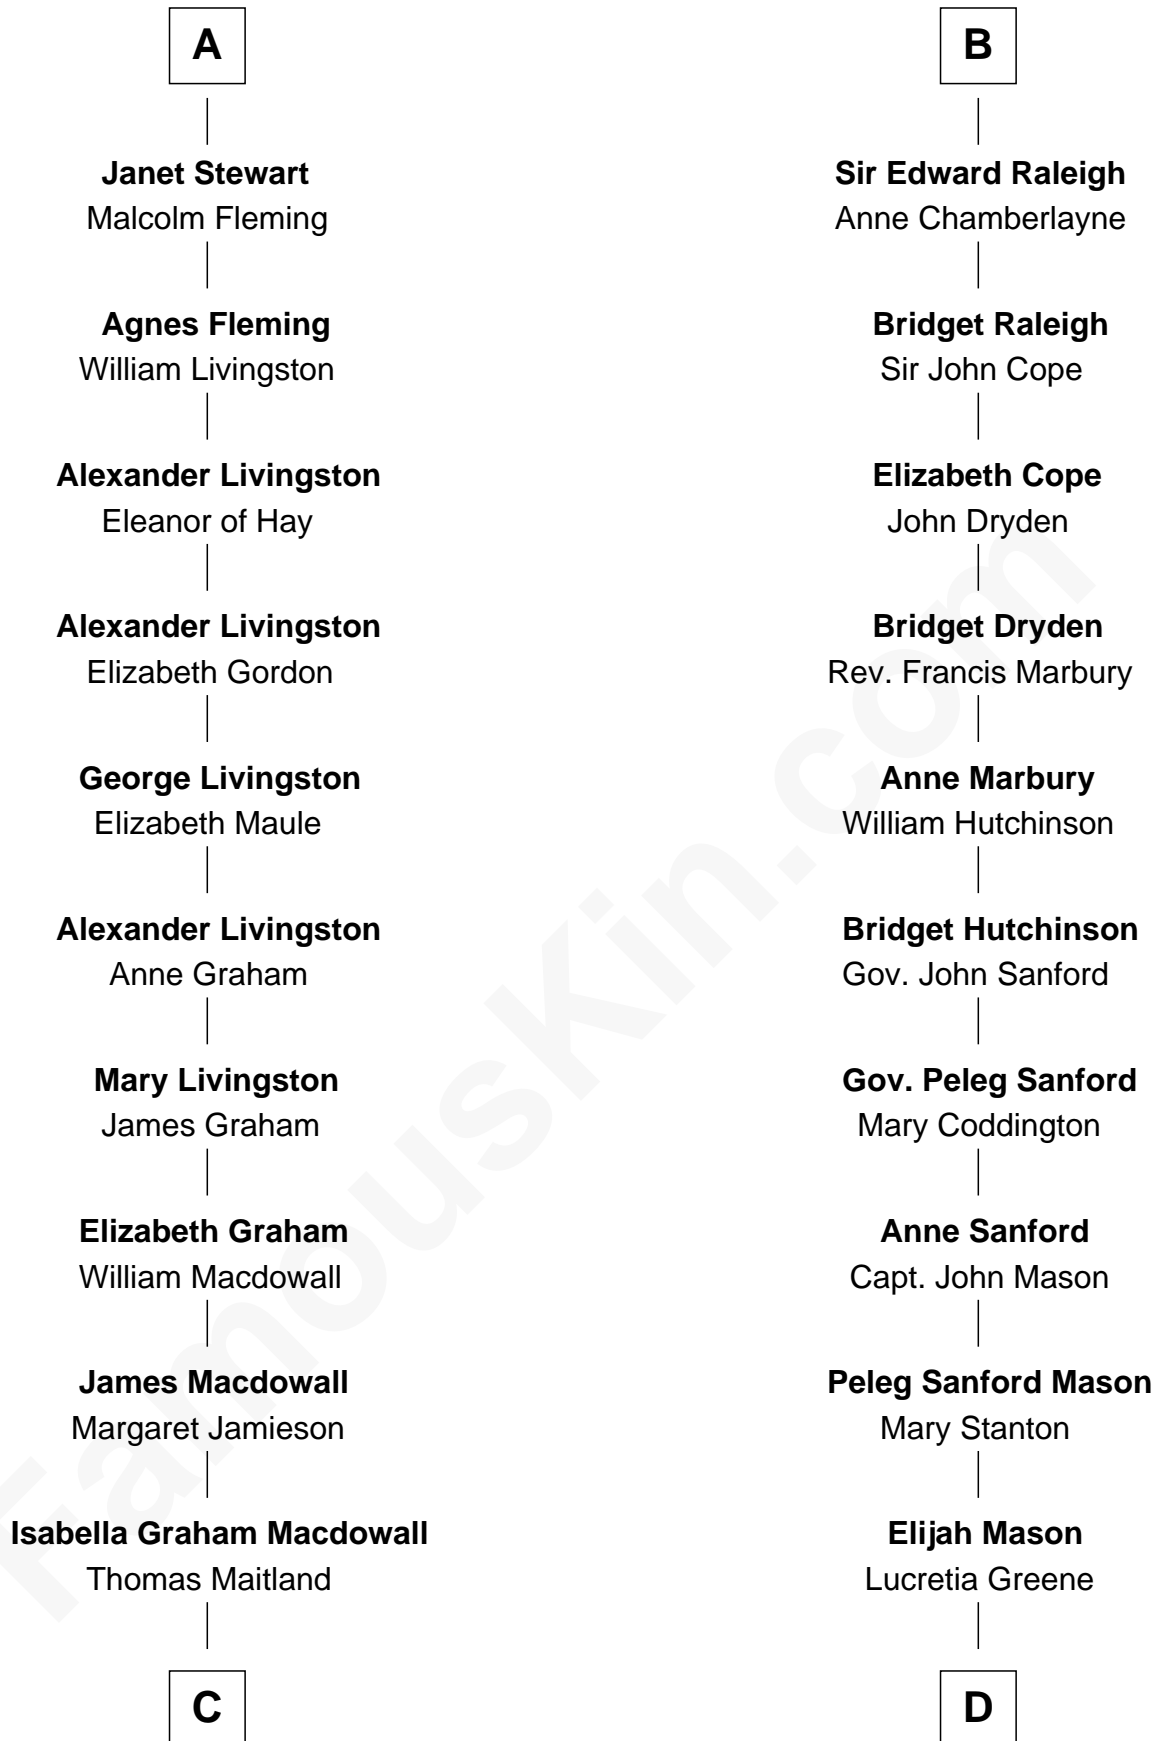 A
Janet Stewart
Malcolm Fleming
Agnes Fleming
William Livingston
Alexander Livingston
Eleanor of Hay
Alexander Livingston
Elizabeth Gordon
George Livingston
Elizabeth Maule
Alexander Livingston
Anne Graham
Mary Livingston
James Graham
Elizabeth Graham
William Macdowall
James Macdowall
Margaret Jamieson
Isabella Graham Macdowall
Thomas Maitland
C
B
Sir Edward Raleigh
Anne Chamberlayne
Bridget Raleigh
Sir John Cope
Elizabeth Cope
John Dryden
Bridget Dryden
Rev. Francis Marbury
Anne Marbury
William Hutchinson
Bridget Hutchinson
Gov. John Sanford
Gov. Peleg Sanford
Mary Coddington
Anne Sanford
Capt. John Mason
Peleg Sanford Mason
Mary Stanton
Elijah Mason
Lucretia Greene
D
FamousKin.com